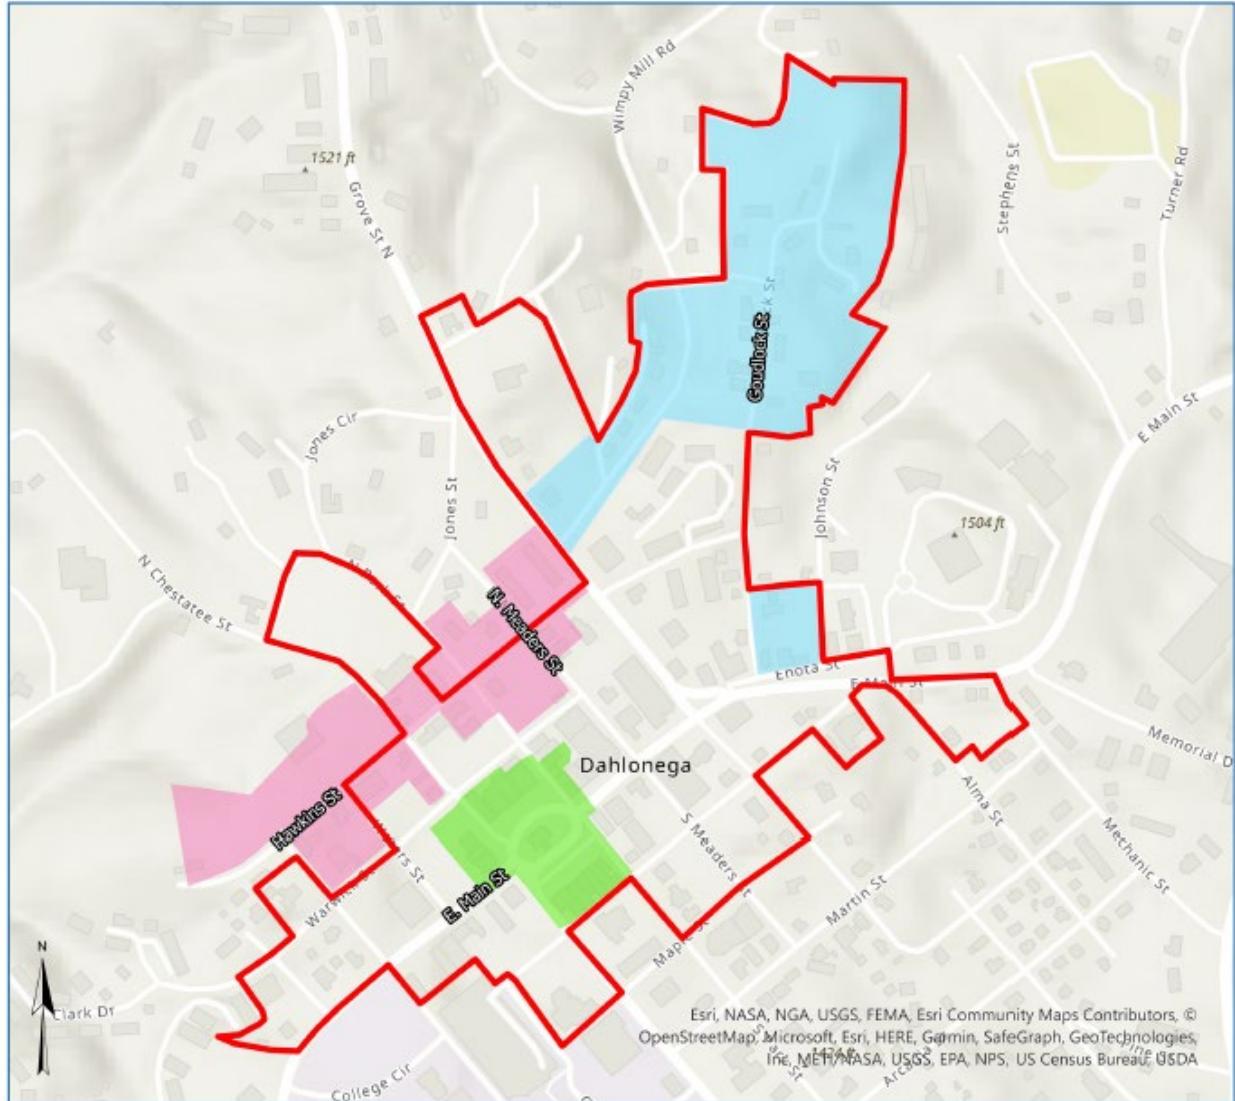 Wimpy Mill Rd
1521 ft
Grove St N
Stephens St
Turner Rd
Goudlock St
E Main St
Jones Cir
Jones St
Johnson St
1504 ft
N Chestatee St
N. Meaders St
Enota St
E Main St
Memorial D
Dahlonega
Hawkins St
S Meaders
Alma St
Mechanic St
E. Main St
Martin St
Maple St
N
Clark Dr
College Cir
Esri, NASA, NGA, USGS, FEMA, Esri Community Maps Contributors, ©
OpenStreetMap, Microsoft, Esri, HERE, Garmin, SafeGraph, GeoTechnologies,
Inc, METI/NASA, USGS, EPA, NPS, US Census Bureau, USDA